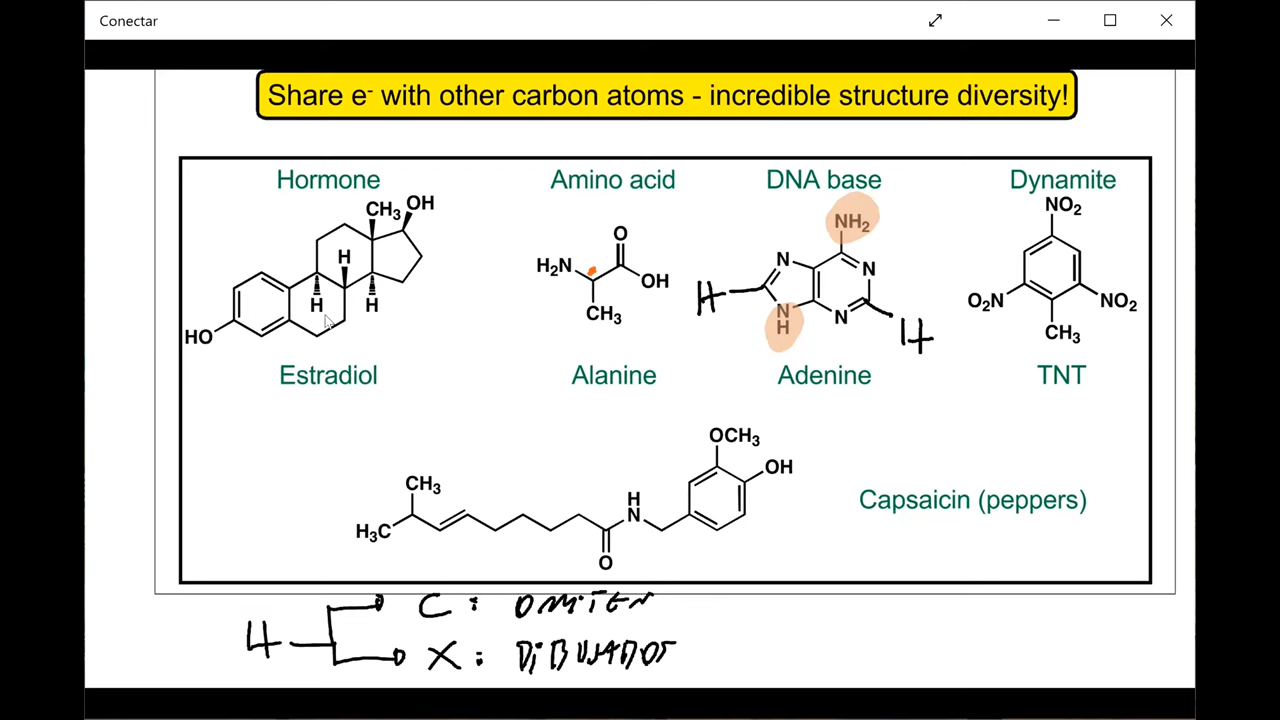 Conectar
Share e- with other carbon atoms - incredible structure diversity!
Hormone
CH3
OH
H
H
H
HO
Estradiol
Amino acid
O
H2N
OH
CH3
Alanine
DNA base
NH2
N
N
H
N
H
N
H
Adenine
Dynamite
NO2
O2N
NO2
CH3
TNT
OCH3
OH
CH3
H
N
H3C
O
Capsaicin (peppers)
H
C : OMITEN
X : DIBUJADOS